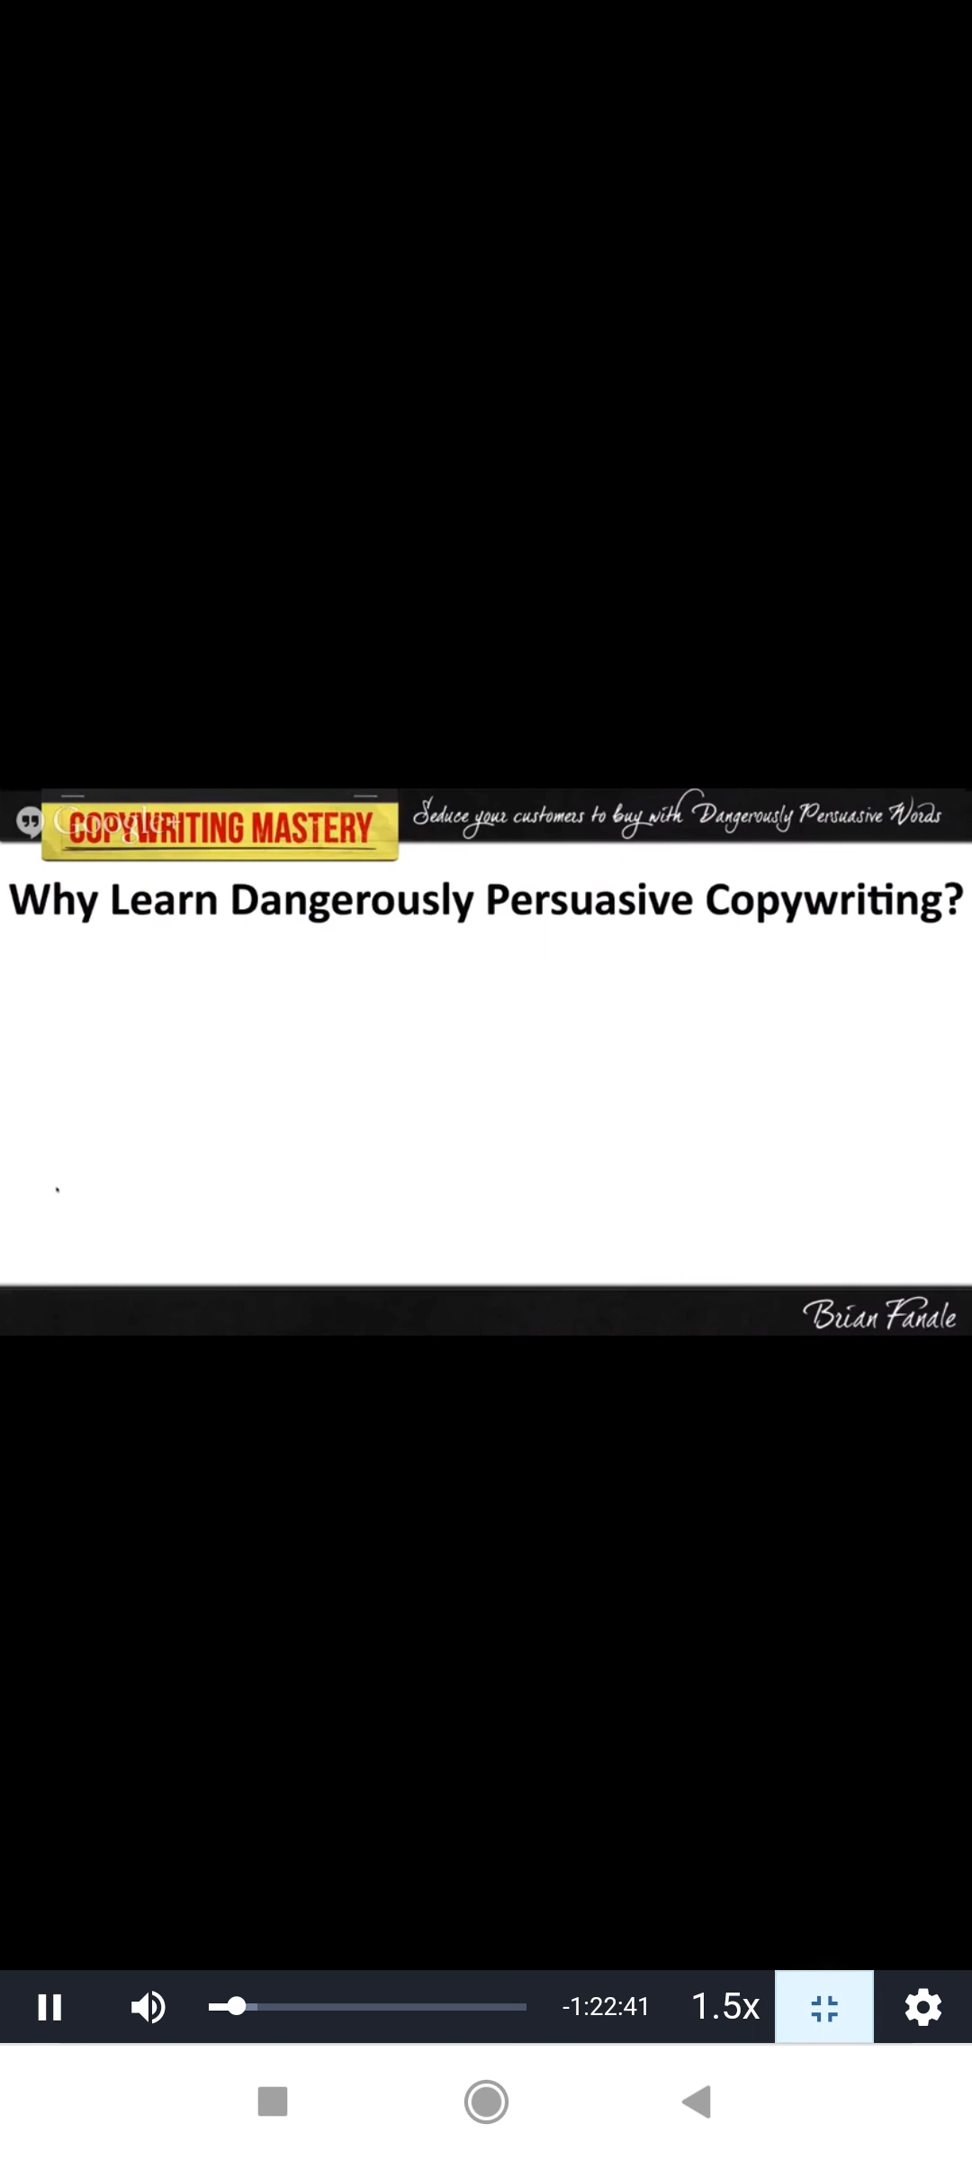 Google+
COPYWRITING MASTERY
Seduce your customers to buy with Dangerously Persuasive Words
Why Learn Dangerously Persuasive Copywriting?
Brian Fanale
-1:22:41
1.5x